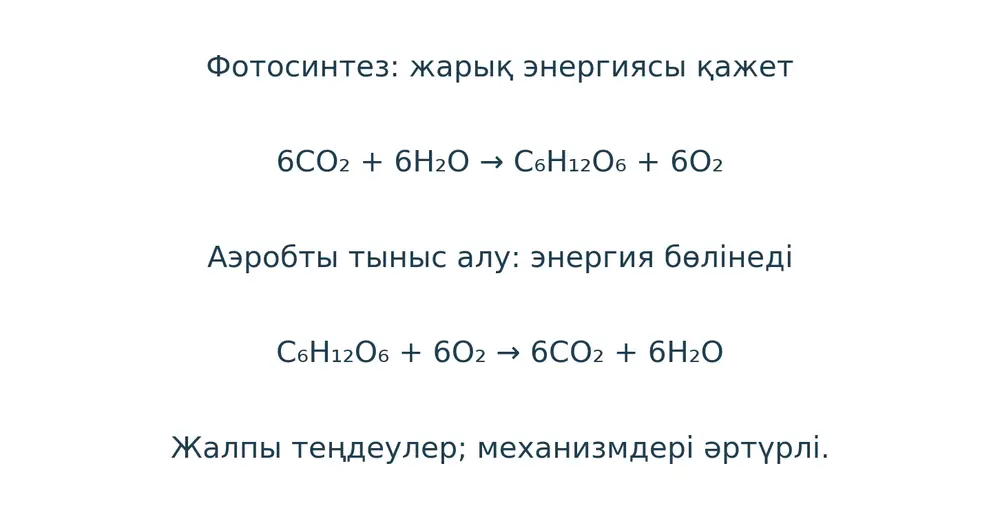 Фотосинтез: жарық энергиясы қажет
6CO₂ + 6H₂O → C₆H₁₂O₆ + 6O₂
Аэробты тыныс алу: энергия бөлінеді
C₆H₁₂O₆ + 6O₂ → 6CO₂ + 6H₂O
Жалпы теңдеулер; механизмдері әртүрлі.